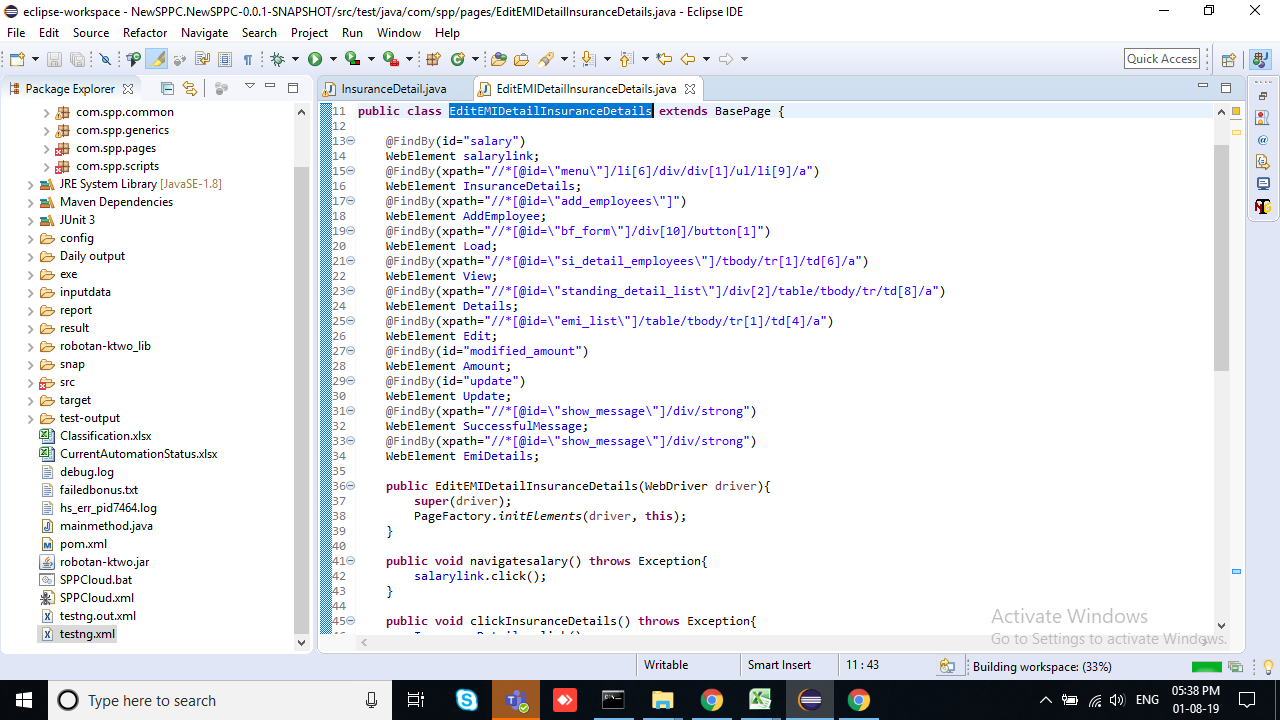 eclipse-workspace - NewSPPC.NewSPPC-0.0.1-SNAPSHOT/src/test/java/com/spp/pages/EditEMIDetailInsuranceDetails.java - Eclipse IDE
File Edit Source Refactor Navigate Search Project Run Window Help
Quick Access
Package Explorer
com.spp.common
com.spp.generics
com.spp.pages
com.spp.scripts
JRE System Library [JavaSE-1.8]
Maven Dependencies
JUnit 3
config
Daily output
exe
inputdata
report
result
robotan-ktwo_lib
snap
src
target
test-output
Classification.xlsx
CurrentAutomationStatus.xlsx
debug.log
failedbonus.txt
hs_err_pid7464.log
mainmethod.java
pom.xml
robotan-ktwo.jar
SPPCloud.bat
SPPCloud.xml
testng.out.xml
testng.xml
InsuranceDetail.java EditEMIDetailInsuranceDetails.java
11 public class EditEMIDetailInsuranceDetails extends BasePage {
12
13 @FindBy(id="salary")
14 WebElement salarylink;
15 @FindBy(xpath="//*[@id=\"menu\"]/li[6]/div/div[1]/ul/li[9]/a")
16 WebElement InsuranceDetails;
17 @FindBy(xpath="//*[@id=\"add_employees\"]")
18 WebElement AddEmployee;
19 @FindBy(xpath="//*[@id=\"bf_form\"]/div[10]/button[1]")
20 WebElement Load;
21 @FindBy(xpath="//*[@id=\"si_detail_employees\"]/tbody/tr[1]/td[6]/a")
22 WebElement View;
23 @FindBy(xpath="//*[@id=\"standing_detail_list\"]/div[2]/table/tbody/tr/td[8]/a")
24 WebElement Details;
25 @FindBy(xpath="//*[@id=\"emi_list\"]/table/tbody/tr[1]/td[4]/a")
26 WebElement Edit;
27 @FindBy(id="modified_amount")
28 WebElement Amount;
29 @FindBy(id="update")
30 WebElement Update;
31 @FindBy(xpath="//*[@id=\"show_message\"]/div/strong")
32 WebElement SuccessfulMessage;
33 @FindBy(xpath="//*[@id=\"show_message\"]/div/strong")
34 WebElement EmiDetails;
35
36 public EditEMIDetailInsuranceDetails(WebDriver driver){
37 super(driver);
38 PageFactory.initElements(driver, this);
39 }
40
41 public void navigatesalary() throws Exception{
42 salarylink.click();
43 }
44
45 public void clickInsuranceDetails() throws Exception{
Activate Windows
Go to Settings to activate Windows.
Writable Smart Insert 11 : 43 Building workspace: (33%)
Type here to search
ENG
05:38 PM
01-08-19